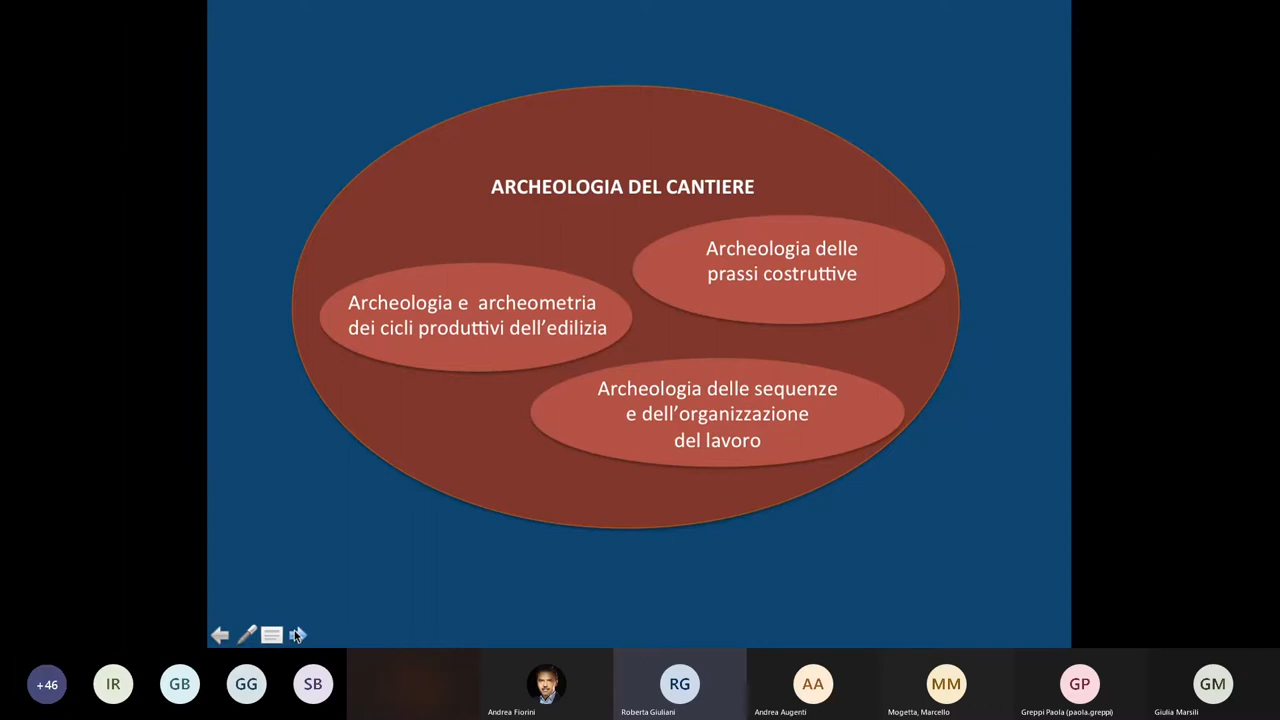 ARCHEOLOGIA DEL CANTIERE
Archeologia delle
prassi costruttive
Archeologia e archeometria
dei cicli produttivi dell'edilizia
Archeologia delle sequenze
e dell'organizzazione
del lavoro
+46
IR
GB
GG
SB
RG
AA
MM
GP
GM
Andrea Fiorini
Roberta Giuliani
Andrea Augenti
Mogetta, Marcello
Greppi Paola (paola.greppi)
Giulia Marsili